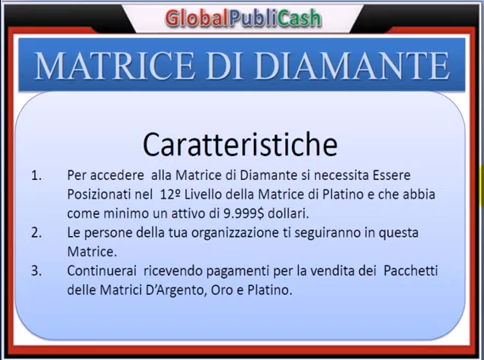 GlobalPubliCash
MATRICE DI DIAMANTE
Caratteristiche
1. Per accedere alla Matrice di Diamante si necessita Essere
Posizionati nel 12º Livello della Matrice di Platino e che abbia
come minimo un attivo di 9.999$ dollari.
2. Le persone della tua organizzazione ti seguiranno in questa
Matrice.
3. Continuerai ricevendo pagamenti per la vendita dei Pacchetti
delle Matrici D'Argento, Oro e Platino.